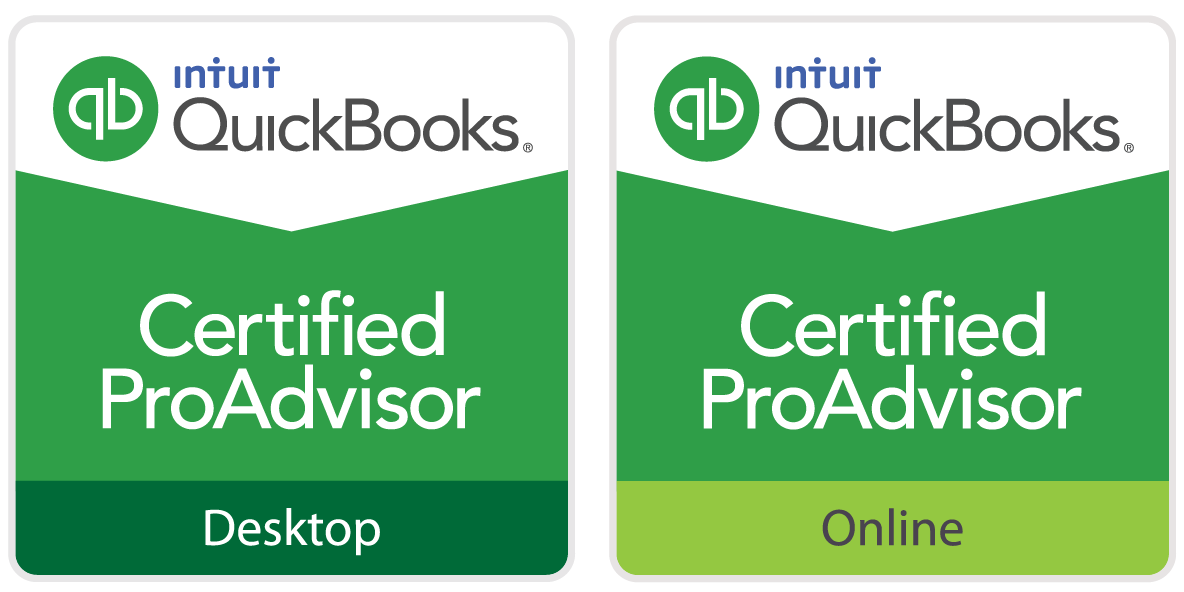 intuit
QuickBooks®
Certified
ProAdvisor
Desktop
intuit
QuickBooks®
Certified
ProAdvisor
Online